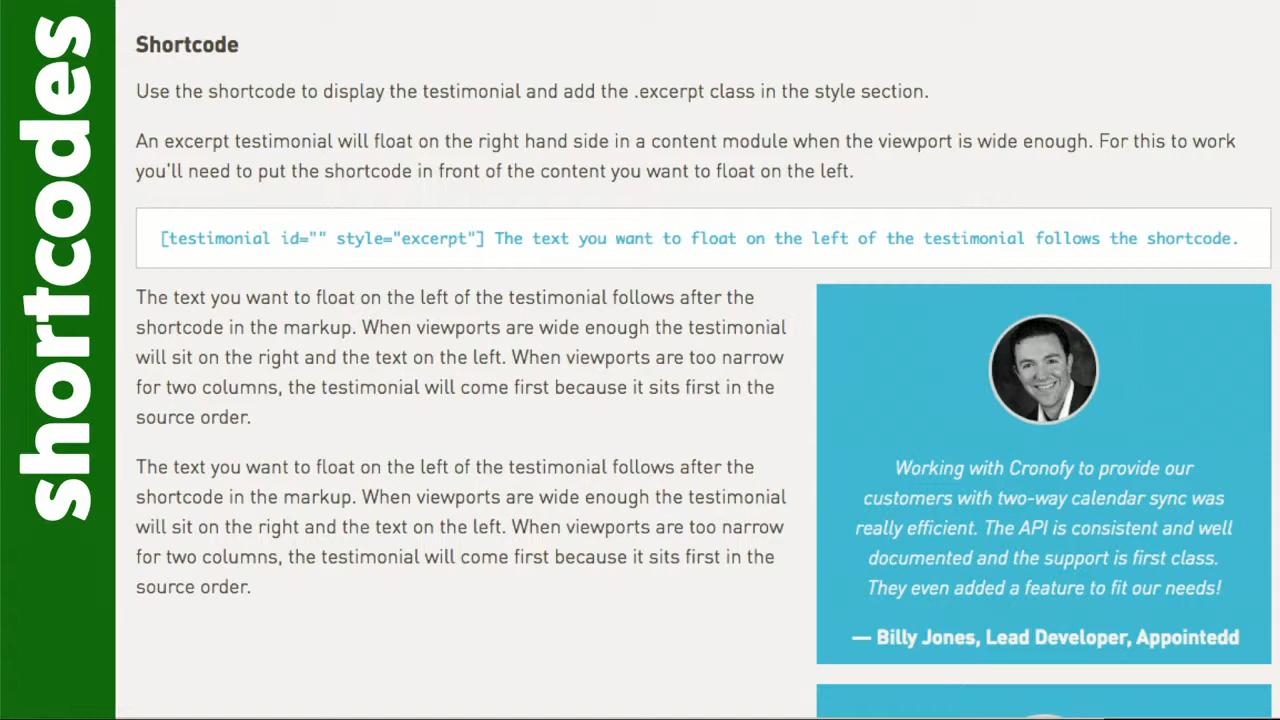 shortcodes
Shortcode
Use the shortcode to display the testimonial and add the .excerpt class in the style section.
An excerpt testimonial will float on the right hand side in a content module when the viewport is wide enough. For this to work
you'll need to put the shortcode in front of the content you want to float on the left.
[testimonial id="" style="excerpt"] The text you want to float on the left of the testimonial follows the shortcode.
The text you want to float on the left of the testimonial follows after the
shortcode in the markup. When viewports are wide enough the testimonial
will sit on the right and the text on the left. When viewports are too narrow
for two columns, the testimonial will come first because it sits first in the
source order.
The text you want to float on the left of the testimonial follows after the
shortcode in the markup. When viewports are wide enough the testimonial
will sit on the right and the text on the left. When viewports are too narrow
for two columns, the testimonial will come first because it sits first in the
source order.
Working with Cronofy to provide our
customers with two-way calendar sync was
really efficient. The API is consistent and well
documented and the support is first class.
They even added a feature to fit our needs!
— Billy Jones, Lead Developer, Appointedd